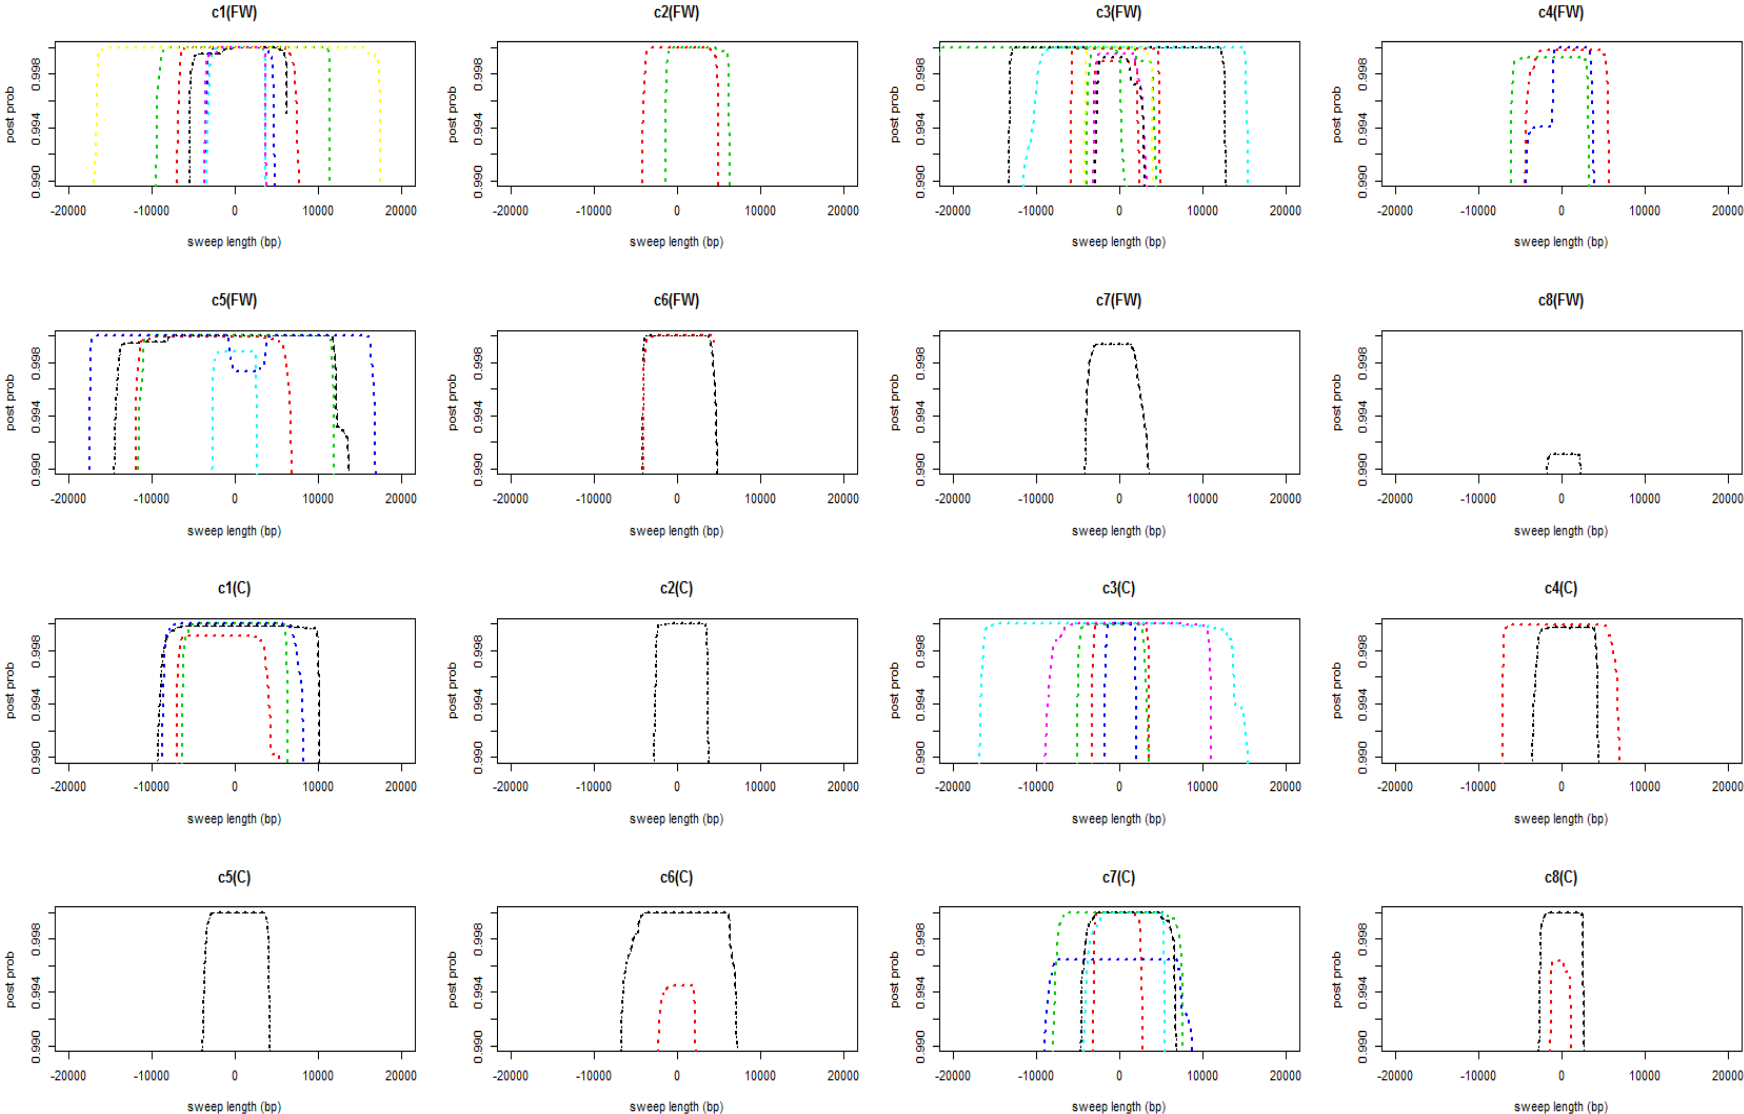 c1(FW) c2(FW) c3(FW) c4(FW)
post prob 0.990 0.994 0.998 post prob 0.990 0.994 0.998 post prob 0.990 0.994 0.998 post prob 0.990 0.994 0.998
-20000 -10000 0 10000 20000 -20000 -10000 0 10000 20000 -20000 -10000 0 10000 20000 -20000 -10000 0 10000 20000
sweep length (bp) sweep length (bp) sweep length (bp) sweep length (bp)
c5(FW) c6(FW) c7(FW) c8(FW)
post prob 0.990 0.994 0.998 post prob 0.990 0.994 0.998 post prob 0.990 0.994 0.998 post prob 0.990 0.994 0.998
-20000 -10000 0 10000 20000 -20000 -10000 0 10000 20000 -20000 -10000 0 10000 20000 -20000 -10000 0 10000 20000
sweep length (bp) sweep length (bp) sweep length (bp) sweep length (bp)
c1(C) c2(C) c3(C) c4(C)
post prob 0.990 0.994 0.998 post prob 0.990 0.994 0.998 post prob 0.990 0.994 0.998 post prob 0.990 0.994 0.998
-20000 -10000 0 10000 20000 -20000 -10000 0 10000 20000 -20000 -10000 0 10000 20000 -20000 -10000 0 10000 20000
sweep length (bp) sweep length (bp) sweep length (bp) sweep length (bp)
c5(C) c6(C) c7(C) c8(C)
post prob 0.990 0.994 0.998 post prob 0.990 0.994 0.998 post prob 0.990 0.994 0.998 post prob 0.990 0.994 0.998
-20000 -10000 0 10000 20000 -20000 -10000 0 10000 20000 -20000 -10000 0 10000 20000 -20000 -10000 0 10000 20000
sweep length (bp) sweep length (bp) sweep length (bp) sweep length (bp)